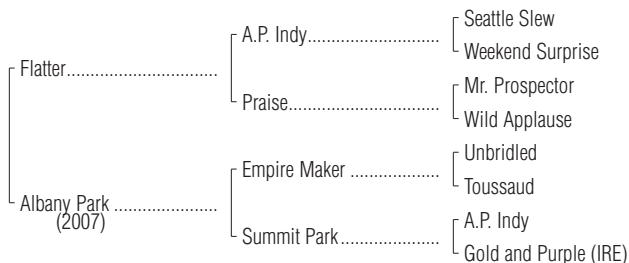 Seattle Slew
A.P. Indy..............................
Weekend Surprise
Flatter..................................
Mr. Prospector
Praise..................................
Wild Applause
Unbridled
Empire Maker ....................
Toussaud
Albany Park .......................
(2007)
A.P. Indy
Summit Park......................
Gold and Purple (IRE)